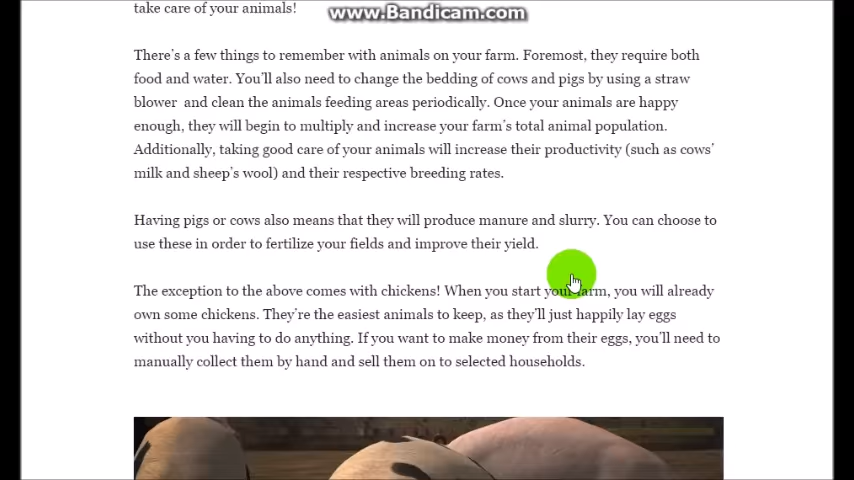 www.Bandicam.com
take care of your animals!
There's a few things to remember with animals on your farm. Foremost, they require both
food and water. You'll also need to change the bedding of cows and pigs by using a straw
blower and clean the animals feeding areas periodically. Once your animals are happy
enough, they will begin to multiply and increase your farm's total animal population.
Additionally, taking good care of your animals will increase their productivity (such as cows'
milk and sheep's wool) and their respective breeding rates.
Having pigs or cows also means that they will produce manure and slurry. You can choose to
use these in order to fertilize your fields and improve their yield.
The exception to the above comes with chickens! When you start your farm, you will already
own some chickens. They're the easiest animals to keep, as they'll just happily lay eggs
without you having to do anything. If you want to make money from their eggs, you'll need to
manually collect them by hand and sell them on to selected households.